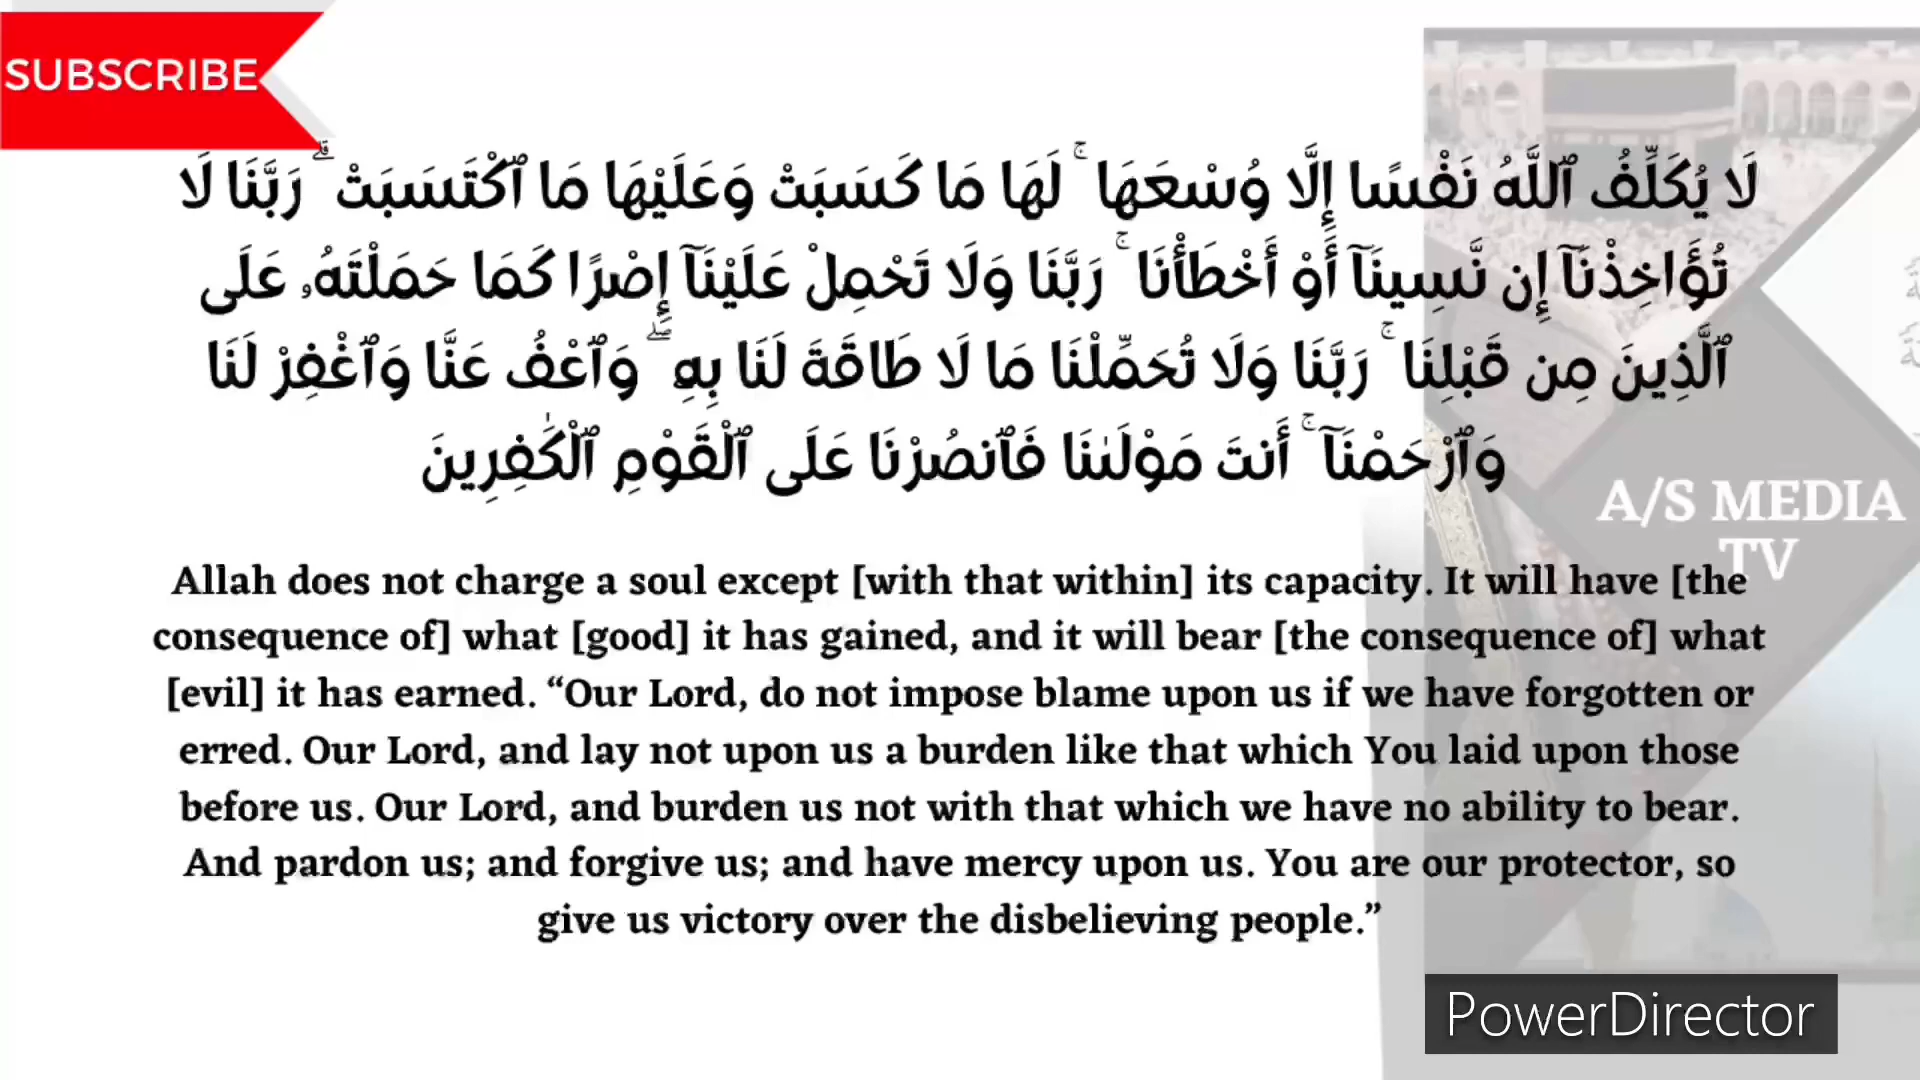 SUBSCRIBE
لَا يُكَلِّفُ ٱللَّهُ نَفْسًا إِلَّا وُسْعَهَا ۚ لَهَا مَا كَسَبَتْ وَعَلَيْهَا مَا ٱكْتَسَبَتْ ۗ رَبَّنَا لَا
تُؤَاخِذْنَآ إِن نَّسِينَآ أَوْ أَخْطَأْنَا ۚ رَبَّنَا وَلَا تَحْمِلْ عَلَيْنَآ إِصْرًا كَمَا حَمَلْتَهُۥ عَلَى
ٱلَّذِينَ مِن قَبْلِنَا ۚ رَبَّنَا وَلَا تُحَمِّلْنَا مَا لَا طَاقَةَ لَنَا بِهِۦ ۖ وَٱعْفُ عَنَّا وَٱغْفِرْ لَنَا
وَٱرْحَمْنَآ ۚ أَنتَ مَوْلَىٰنَا فَٱنصُرْنَا عَلَى ٱلْقَوْمِ ٱلْكَٰفِرِينَ
A/S MEDIA
TV
Allah does not charge a soul except [with that within] its capacity. It will have [the
consequence of] what [good] it has gained, and it will bear [the consequence of] what
[evil] it has earned. “Our Lord, do not impose blame upon us if we have forgotten or
erred. Our Lord, and lay not upon us a burden like that which You laid upon those
before us. Our Lord, and burden us not with that which we have no ability to bear.
And pardon us; and forgive us; and have mercy upon us. You are our protector, so
give us victory over the disbelieving people.”
PowerDirector